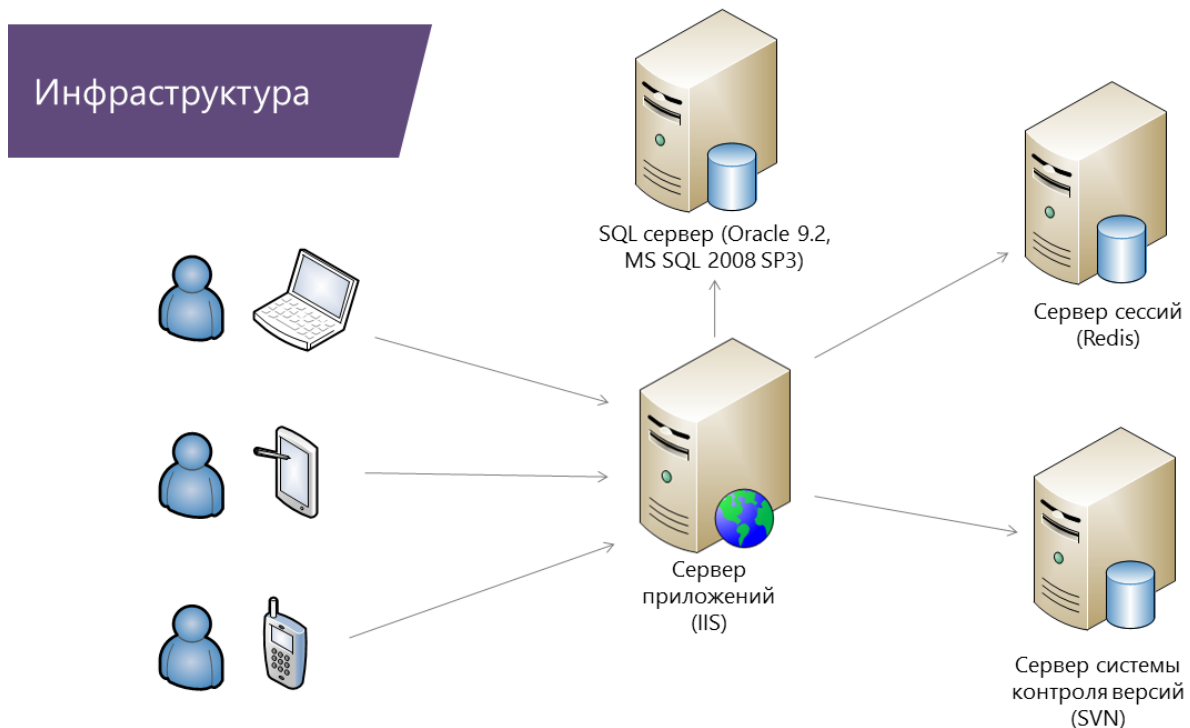 Инфраструктура
SQL сервер (Oracle 9.2,
MS SQL 2008 SP3)
Сервер сессий
(Redis)
Сервер
приложений
(IIS)
Сервер системы
контроля версий
(SVN)